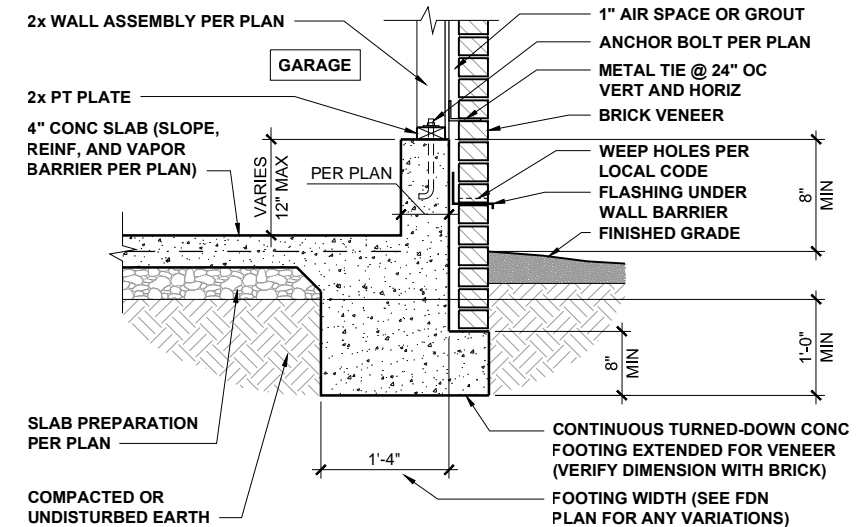 2x WALL ASSEMBLY PER PLAN
GARAGE
2x PT PLATE
4" CONC SLAB (SLOPE,
REINF, AND VAPOR
BARRIER PER PLAN)
VARIES
12" MAX
PER PLAN
1" AIR SPACE OR GROUT
ANCHOR BOLT PER PLAN
METAL TIE @ 24" OC
VERT AND HORIZ
BRICK VENEER
WEEP HOLES PER
LOCAL CODE
FLASHING UNDER
WALL BARRIER
FINISHED GRADE
8"
MIN
1'-0"
MIN
8"
MIN
SLAB PREPARATION
PER PLAN
COMPACTED OR
UNDISTURBED EARTH
1'-4"
CONTINUOUS TURNED-DOWN CONC
FOOTING EXTENDED FOR VENEER
(VERIFY DIMENSION WITH BRICK)
FOOTING WIDTH (SEE FDN
PLAN FOR ANY VARIATIONS)